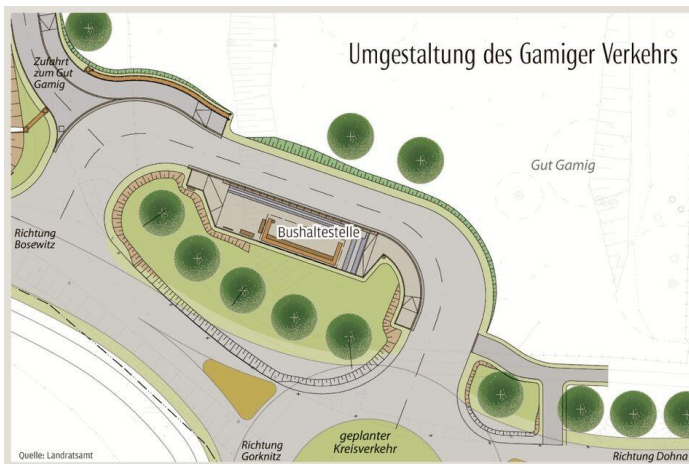 Umgestaltung des Gamiger Verkehrs
Zufahrt
zum Gut
Gamig
Gut Gamig
Bushaltestelle
Richtung
Bosewitz
geplanter
Kreisverkehr
Richtung
Gorknitz
Quelle: Landratsamt
Richtung Dohna